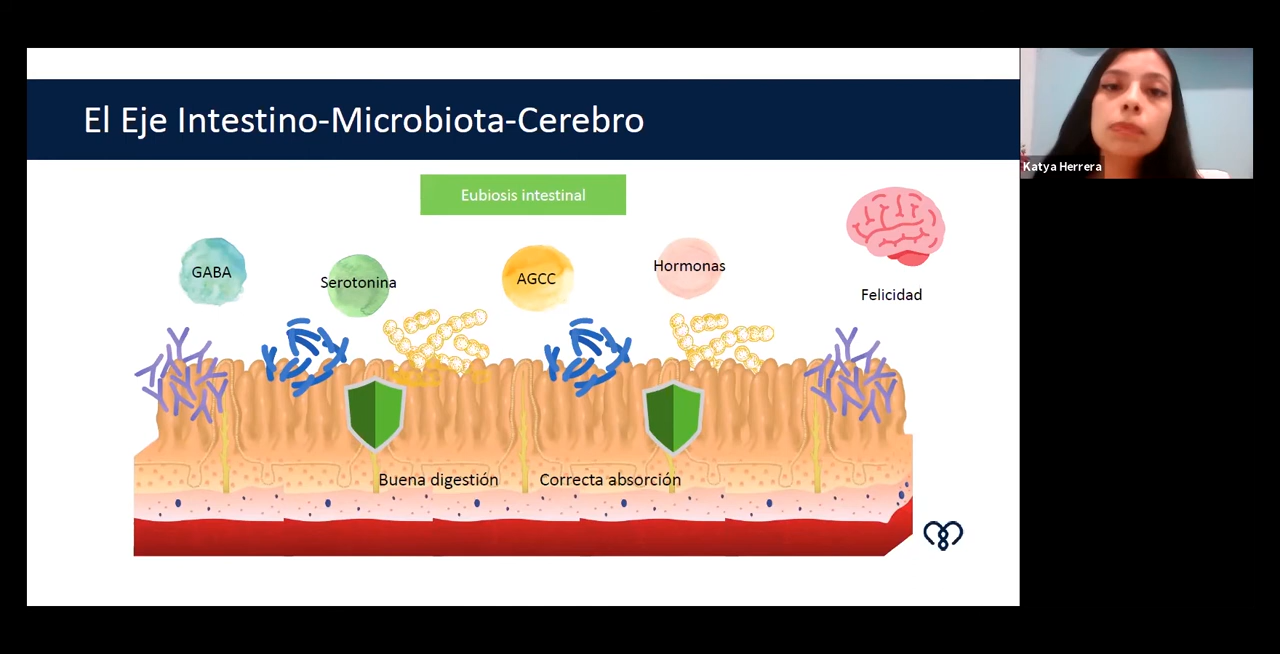 El Eje Intestino-Microbiota-Cerebro
Katya Herrera
Eubiosis intestinal
GABA
Serotonina
AGCC
Hormonas
Felicidad
Buena digestión
Correcta absorción